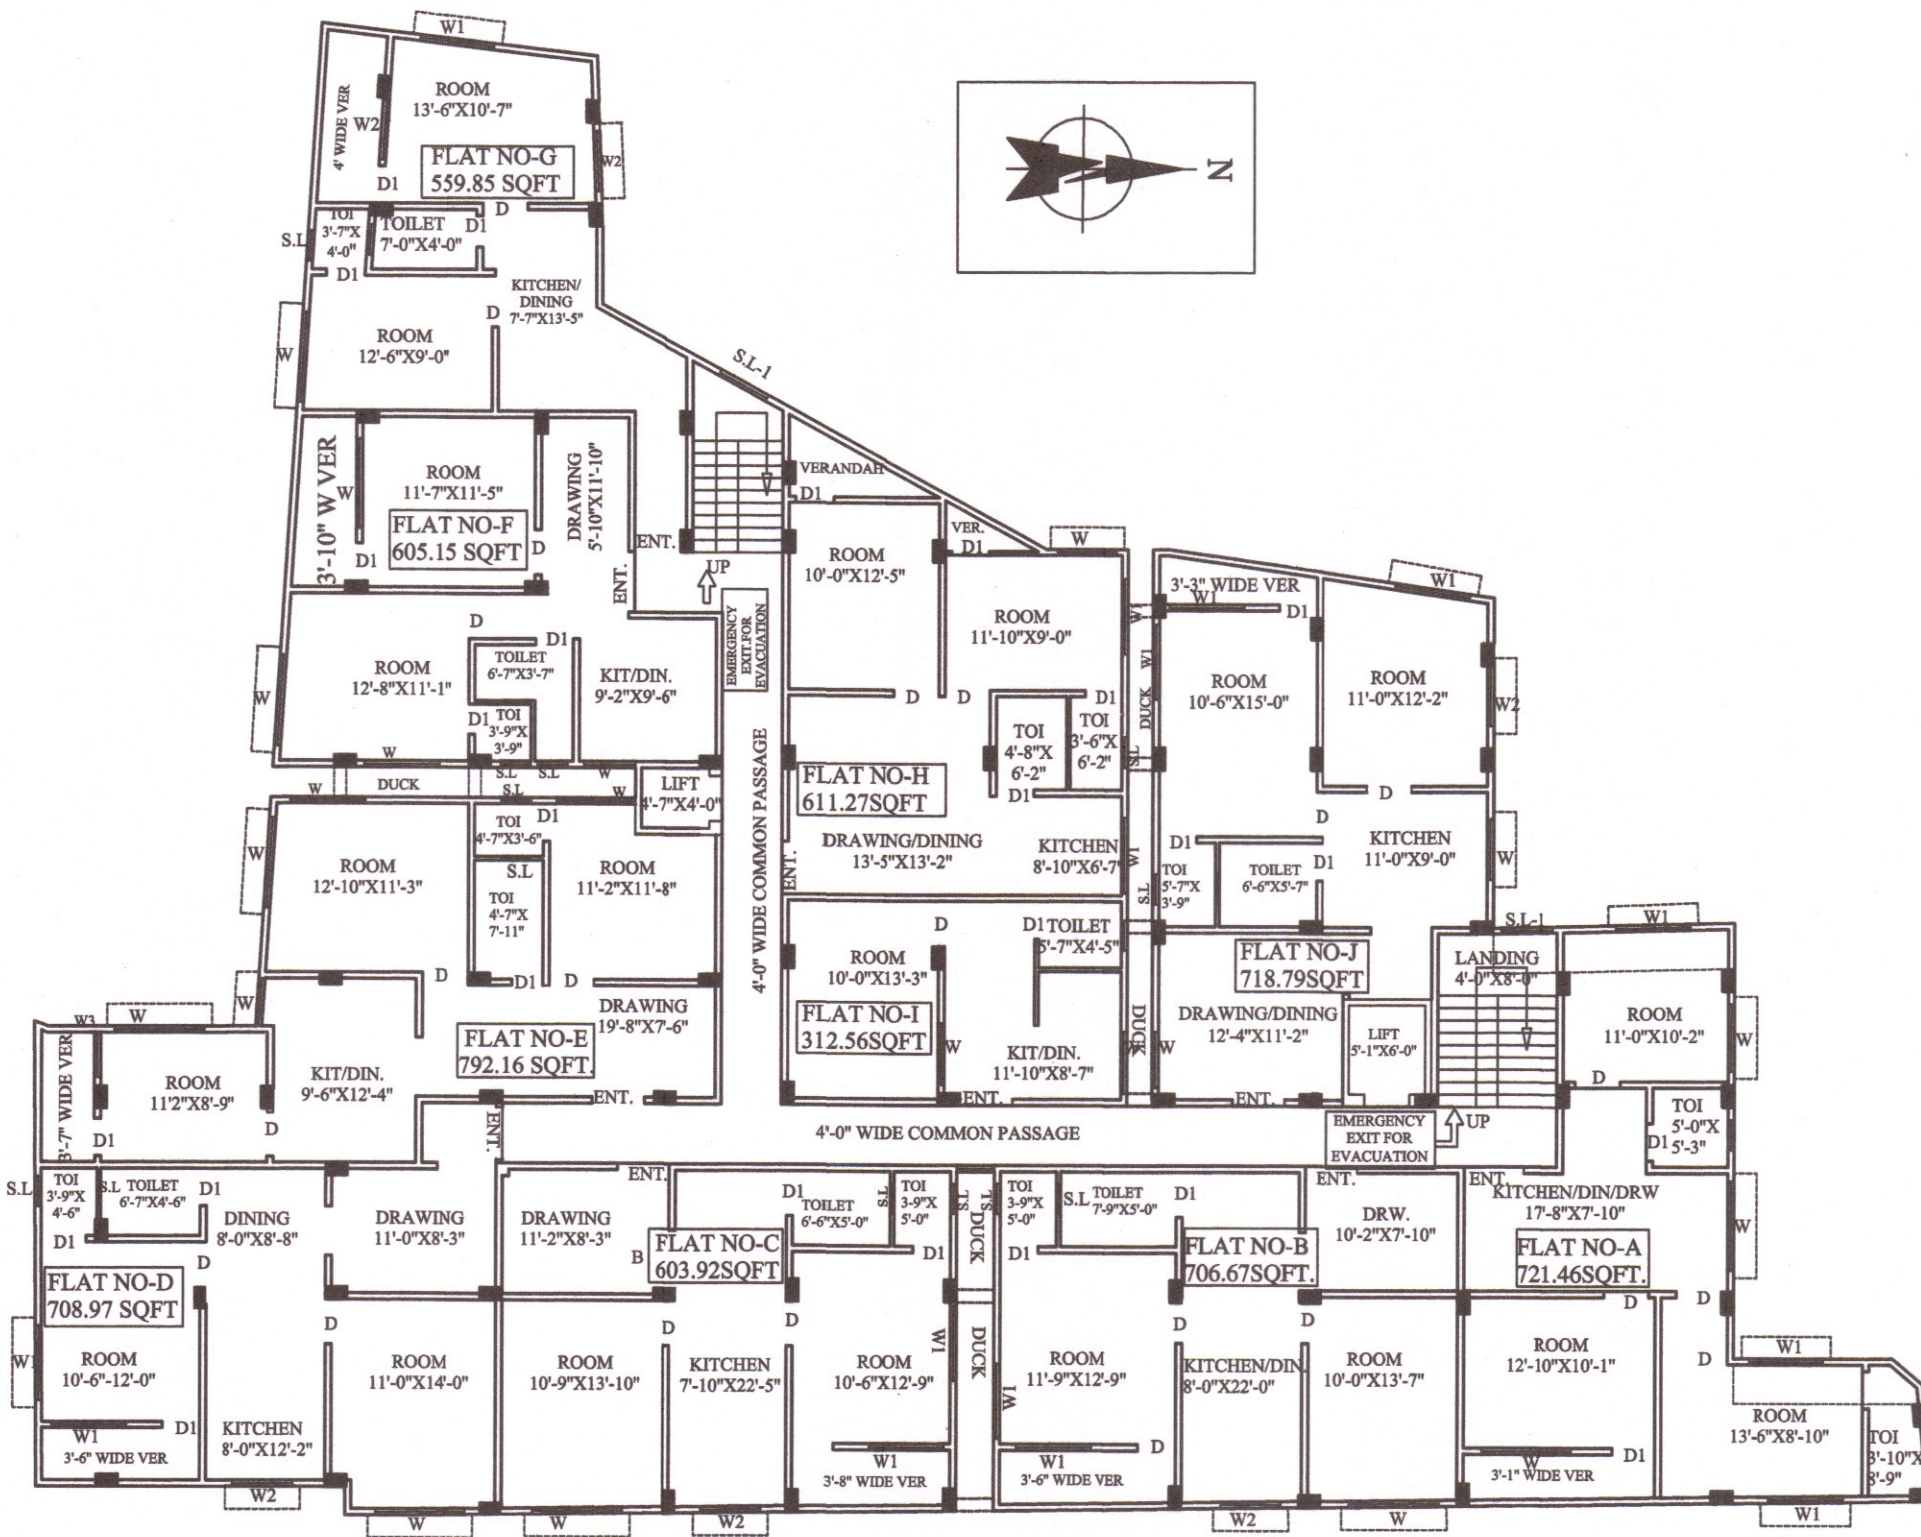 W1
4' WIDE VER
W2
ROOM
13'-6"X10'-7"
W2
FLAT NO-G
559.85 SQFT
D1
D
TOI
3'-7"X
4'-0"
TOILET
7'-0"X4'-0"
D1
S.L
D1
KITCHEN/
DINING
7'-7"X13'-5"
D
ROOM
12'-6"X9'-0"
W
N
S.L-1
3'-10" W VER
W
ROOM
11'-7"X11'-5"
FLAT NO-F
605.15 SQFT
D1
D
DRAWING
5'-10"X11'-10"
ENT.
ENT.
UP
EMERGENCY
EXIT.FOR
EVACUATION
D
ROOM
12'-8"X11'-1"
W
TOILET
6'-7"X3'-7"
D1
KIT/DIN.
9'-2"X9'-6"
D1
TOI
3'-9"X
3'-9"
W
S.L
S.L
W
DUCK
W
S.L
W
LIFT
4'-7"X4'-0"
VERANDAH
D1
ROOM
10'-0"X12'-5"
VER.
D1
W
ROOM
11'-10"X9'-0"
D
D
D1
TOI
4'-8"X
6'-2"
TOI
3'-6"X
6'-2"
FLAT NO-H
611.27SQFT
D1
DRAWING/DINING
13'-5"X13'-2"
KITCHEN
8'-10"X6'-7"
ENT.
4'-0" WIDE COMMON PASSAGE
W1
W1
DUCK
S.L
W1
S.L
3'-3" WIDE VER
W1
D1
W1
ROOM
10'-6"X15'-0"
ROOM
11'-0"X12'-2"
W2
D
D
KITCHEN
11'-0"X9'-0"
W
D1
D1
TOI
5'-7"X
3'-9"
TOILET
6'-6"X5'-7"
FLAT NO-J
718.79SQFT
DRAWING/DINING
12'-4"X11'-2"
LIFT
5'-1"X6'-0"
ENT.
S.L-1
LANDING
4'-0"X8'-0"
W1
ROOM
11'-0"X10'-2"
W
D
TOI
5'-0"X
5'-3"
D1
UP
EMERGENCY
EXIT FOR
EVACUATION
W
ROOM
12'-10"X11'-3"
TOI
4'-7"X3'-6"
D1
S.L
TOI
4'-7"X
7'-11"
ROOM
11'-2"X11'-8"
D
D1
D
DRAWING
19'-8"X7'-6"
FLAT NO-E
792.16 SQFT.
W
W
W3
3'-7" WIDE VER
ROOM
11'2"X8'-9"
KIT/DIN.
9'-6"X12'-4"
D1
D
ENT.
ENT.
ROOM
10'-0"X13'-3"
FLAT NO-I
312.56SQFT
D
D1
TOILET
5'-7"X4'-5"
W
KIT/DIN.
11'-10"X8'-7"
ENT.
DUCK
W
W
4'-0" WIDE COMMON PASSAGE
S.L
TOI
3'-9"X
4'-6"
S.L
TOILET
6'-7"X4'-6"
D1
D1
DINING
8'-0"X8'-8"
D
FLAT NO-D
708.97 SQFT
W1
ROOM
10'-6"-12'-0"
D1
W1
3'-6" WIDE VER
KITCHEN
8'-0"X12'-2"
W2
D
DRAWING
11'-0"X8'-3"
ROOM
11'-0"X14'-0"
W
ENT.
DRAWING
11'-2"X8'-3"
B
FLAT NO-C
603.92SQFT
D1
TOILET
6'-6"X5'-0"
S.L
TOI
3-9"X
5'-0"
D1
D
D
ROOM
10'-9"X13'-10"
W
KITCHEN
7'-10"X22'-5"
W2
ROOM
10'-6"X12'-9"
W1
W1
3'-8" WIDE VER
S.L
S.L
DUCK
DUCK
TOI
3-9"X
5'-0"
S.L
TOILET
7'-9"X5'-0"
D1
D1
FLAT NO-B
706.67SQFT.
ENT.
DRW.
10'-2"X7'-10"
D
D
ROOM
11'-9"X12'-9"
W1
D
W1
3'-6" WIDE VER
KITCHEN/DIN
8'-0"X22'-0"
W2
ROOM
10'-0"X13'-7"
W
ENT.
KITCHEN/DIN/DRW
17'-8"X7'-10"
W
FLAT NO-A
721.46SQFT.
D
D
D
ROOM
12'-10"X10'-1"
D1
W
3'-1" WIDE VER
W1
ROOM
13'-6"X8'-10"
TOI
3'-10"X
8'-9"
W1